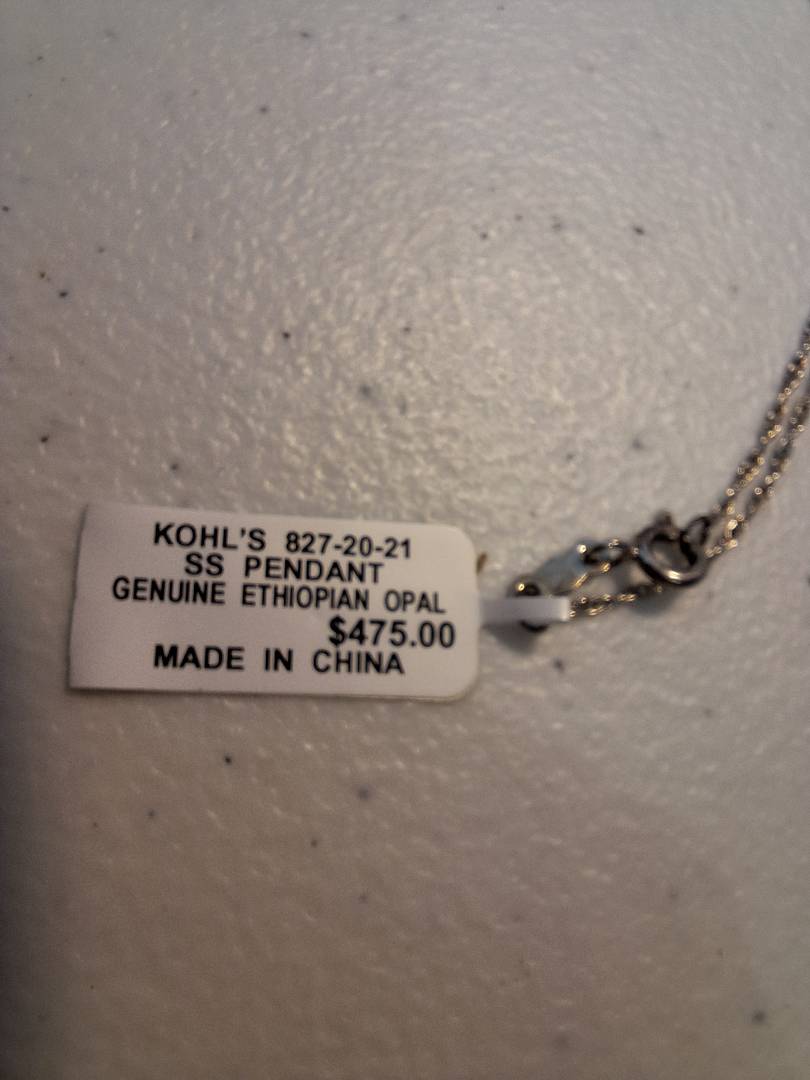 KOHL'S 827-20-21
SS PENDANT
GENUINE ETHIOPIAN OPAL
$475.00
MADE IN CHINA